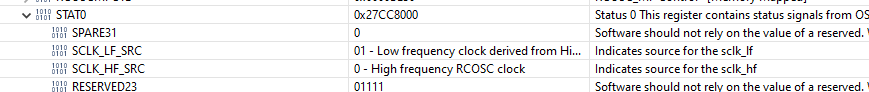 STAT0 0x27CC8000 Status 0 This register contains status signals from OS
SPARE31 0 Software should not rely on the value of a reserved.
SCLK_LF_SRC 01 - Low frequency clock derived from Hi... Indicates source for the sclk_lf
SCLK_HF_SRC 0 - High frequency RCOSC clock Indicates source for the sclk_hf
RESERVED23 01111 Software should not rely on the value of a reserved.